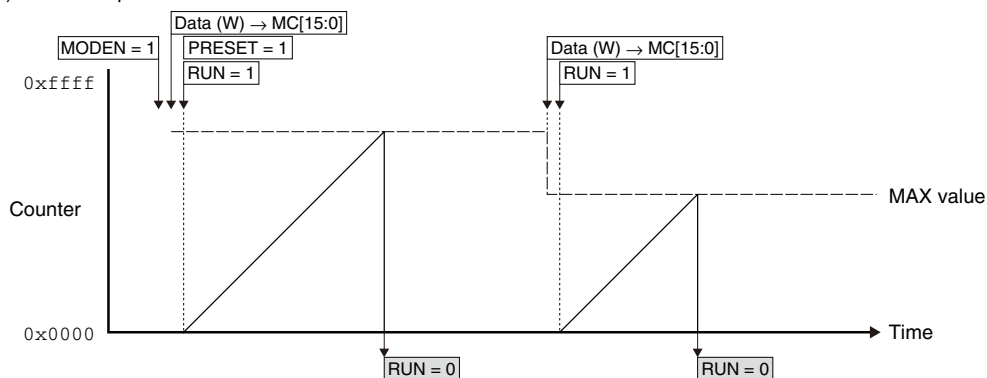 Data (W) → MC[15:0]
MODEN = 1
PRESET = 1
RUN = 1
Data (W) → MC[15:0]
RUN = 1
0xffff
Counter
MAX value
0x0000
Time
RUN = 0
RUN = 0